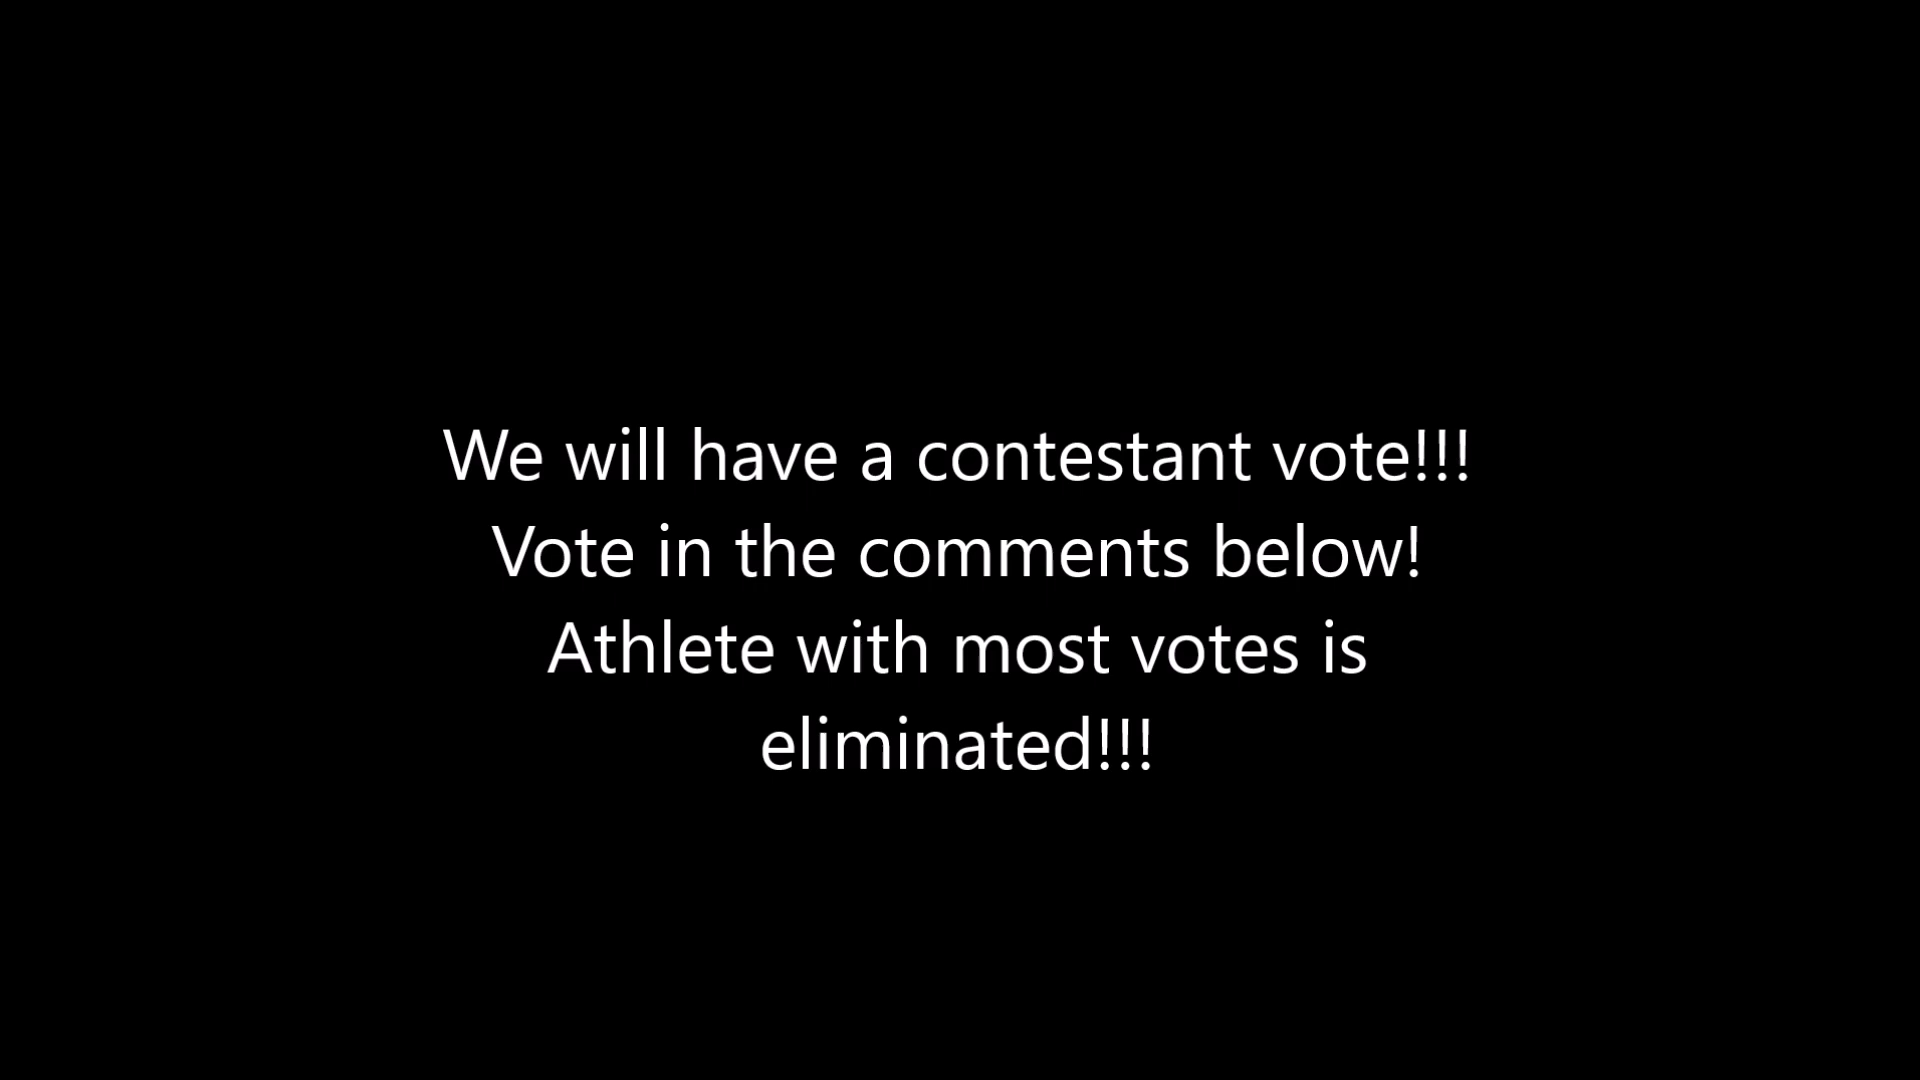 We will have a contestant vote!!!
Vote in the comments below!
Athlete with most votes is
eliminated!!!